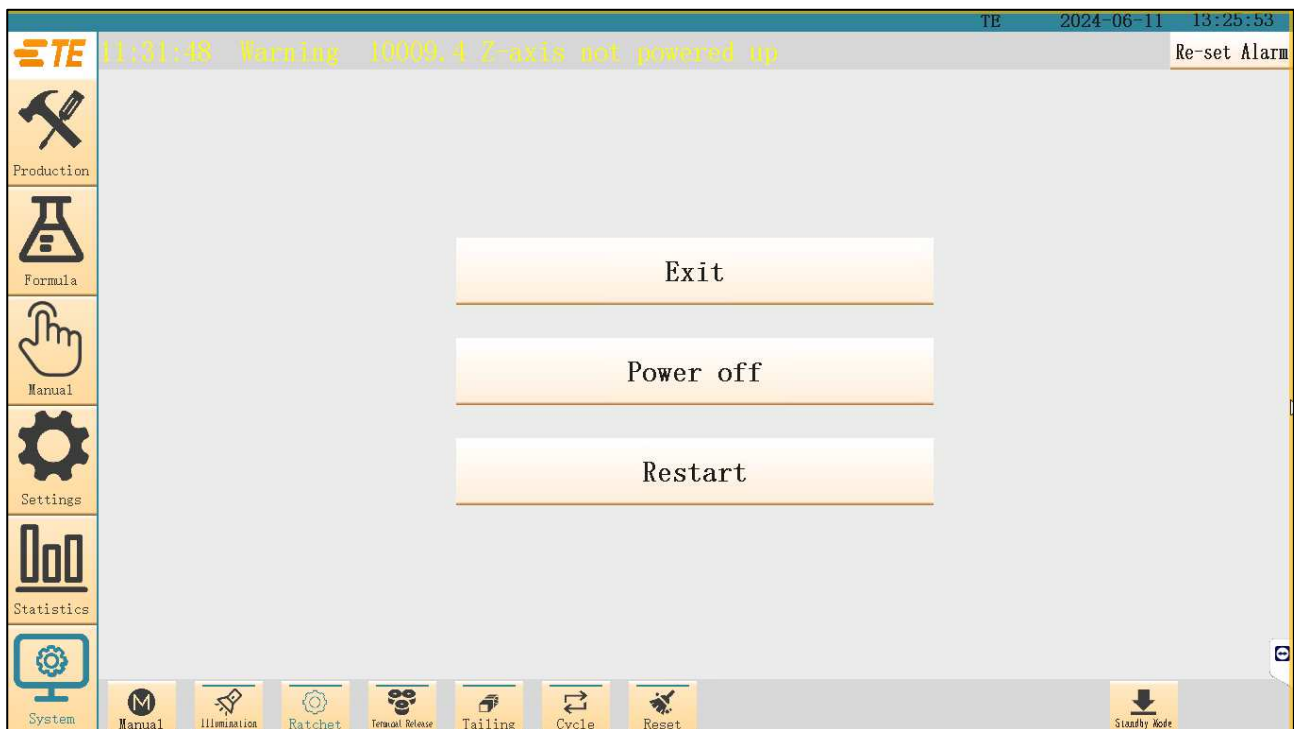 TE 2024-06-11 13:25:53
TE 11:31:48 Warning 10009.4 Z-axis not powered up Re-set Alarm
Production
Formula
Manual
Settings
Statistics
System
Exit
Power off
Restart
M
Manual
Illumination
Ratchet
Terminal Release
Tailing
Cycle
Reset
Standby Mode